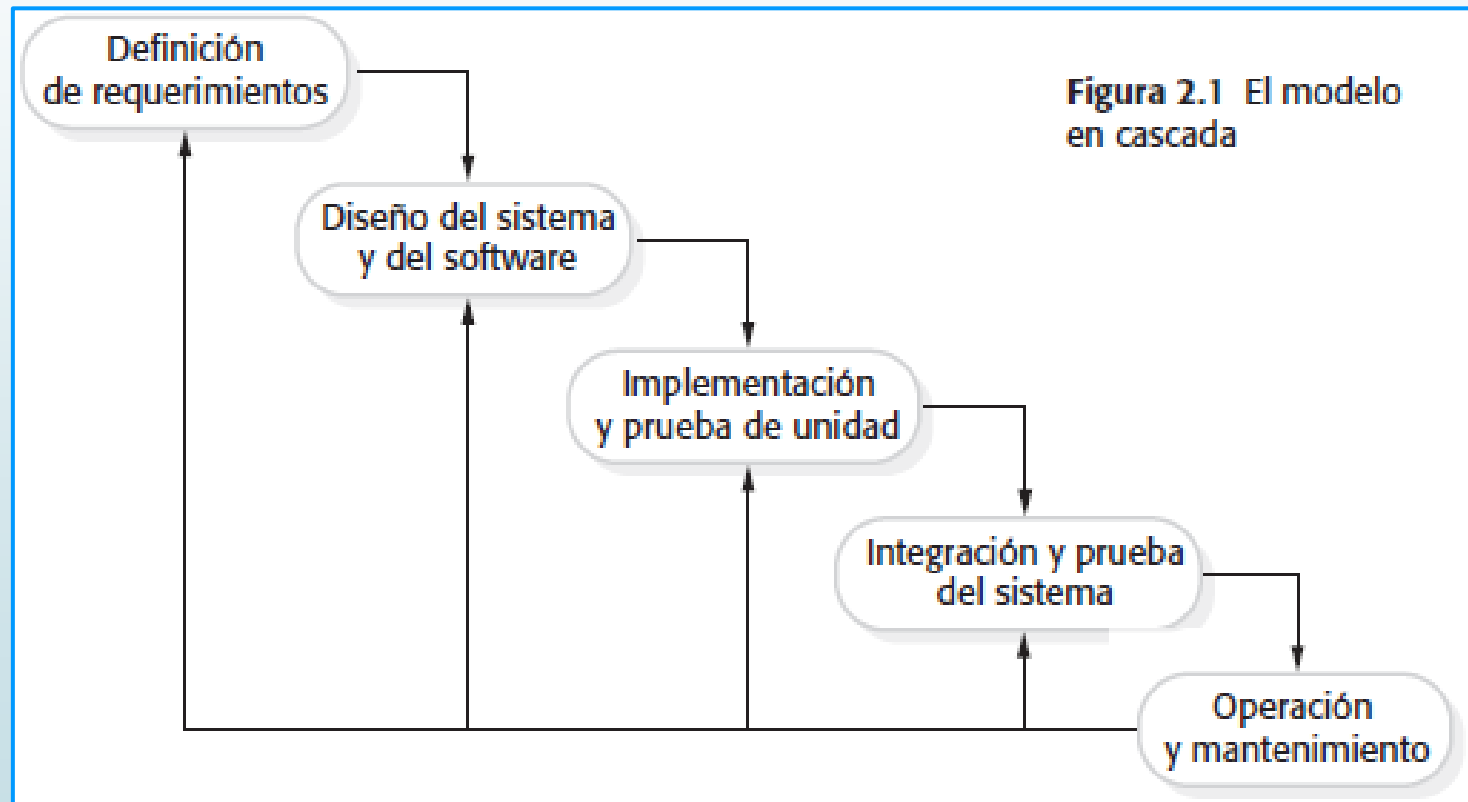 Definición
de requerimientos
Figura 2.1 El modelo
en cascada
Diseño del sistema
y del software
Implementación
y prueba de unidad
Integración y prueba
del sistema
Operación
y mantenimiento